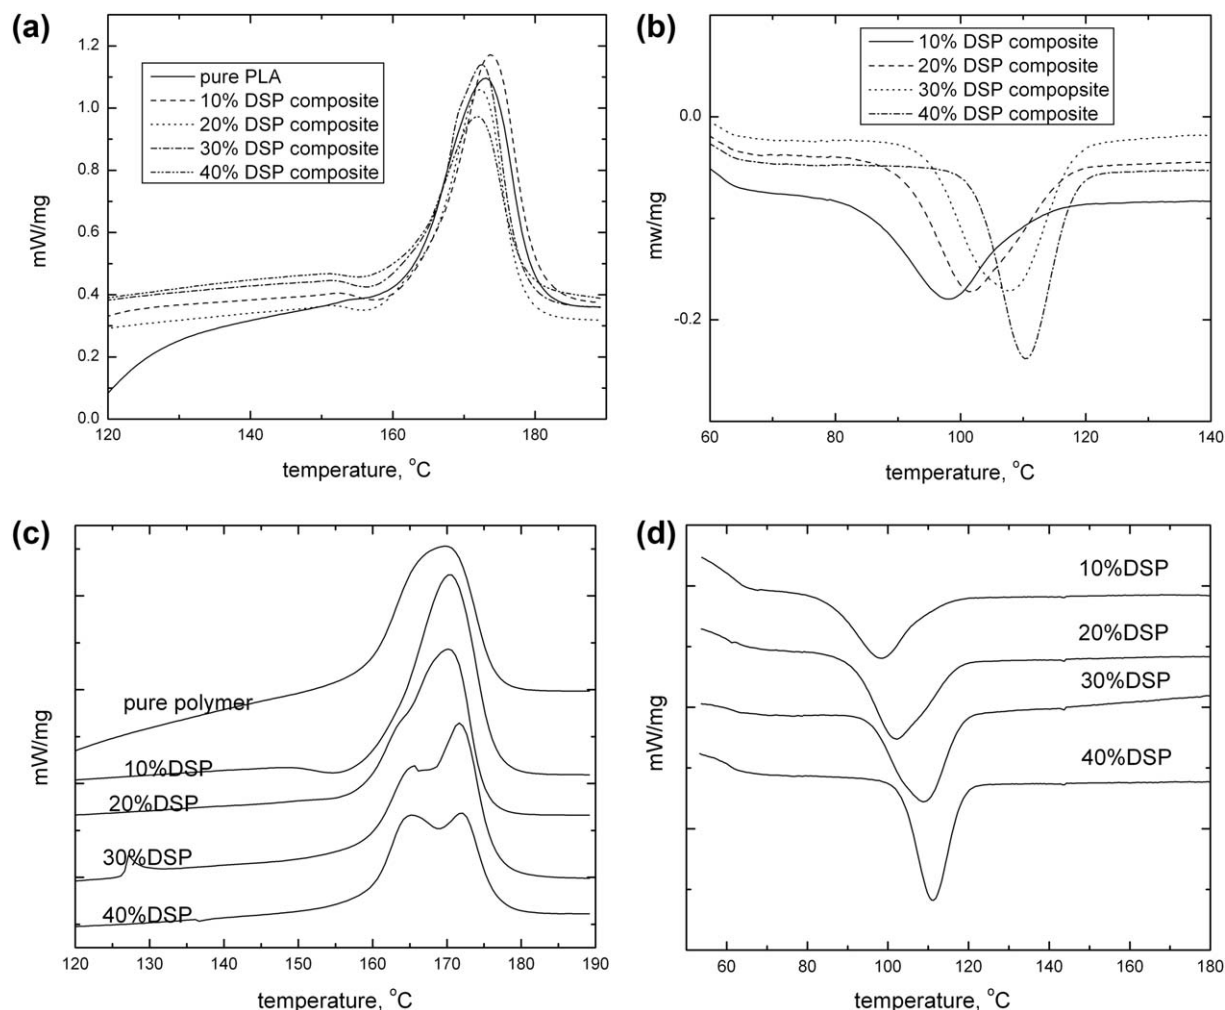 (a)
1.2
1.0
0.8
0.6
0.4
0.2
0.0
mW/mg
pure PLA
10% DSP composite
20% DSP composite
30% DSP composite
40% DSP composite
120
140
160
180
temperature, °C
(b)
0.0
-0.2
mw/mg
10% DSP composite
20% DSP composite
30% DSP compopsite
40% DSP composite
60
80
100
120
140
temperature, °C
(c)
mW/mg
pure polymer
10%DSP
20%DSP
30%DSP
40%DSP
120
130
140
150
160
170
180
190
temperature, °C
(d)
mW/mg
10%DSP
20%DSP
30%DSP
40%DSP
60
80
100
120
140
160
180
temperature, °C